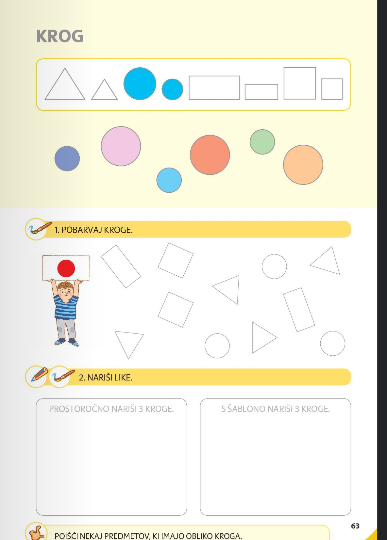 KROG
1. POBARVAJ KROGE.
2. NARIŠI LIKE.
PROSTOROČNO NARIŠI 3 KROGE.
S ŠABLONO NARIŠI 3 KROGE.
63
POIŠČI NEKAJ PREDMETOV, KI IMAJO OBLIKO KROGA.